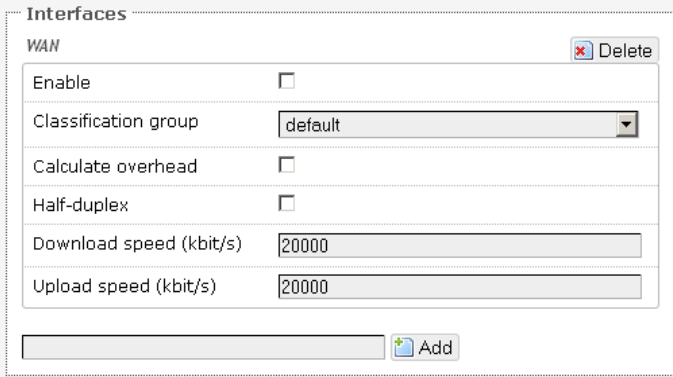 Interfaces
WAN
Delete
Enable
Classification group
default
Calculate overhead
Half-duplex
Download speed (kbit/s)
20000
Upload speed (kbit/s)
20000
Add